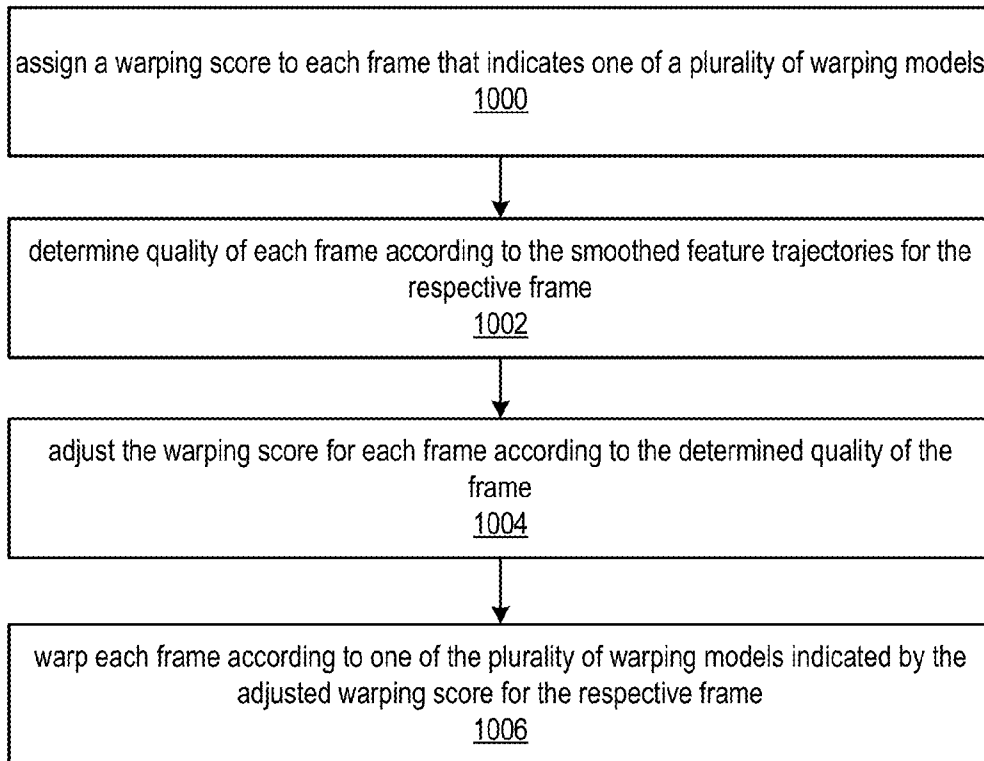 assign a warping score to each frame that indicates one of a plurality of warping models
1000
determine quality of each frame according to the smoothed feature trajectories for the
respective frame
1002
adjust the warping score for each frame according to the determined quality of the
frame
1004
warp each frame according to one of the plurality of warping models indicated by the
adjusted warping score for the respective frame
1006